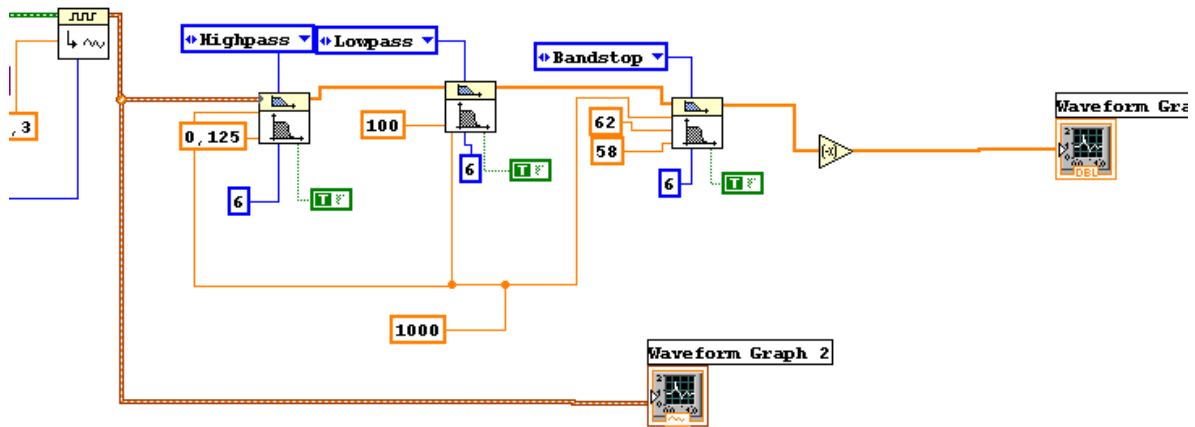 Highpass
Lowpass
Bandstop
Waveform Gra
,3
0,125
100
62
58
6
T F
6
T F
6
T F
DBL
1000
Waveform Graph 2